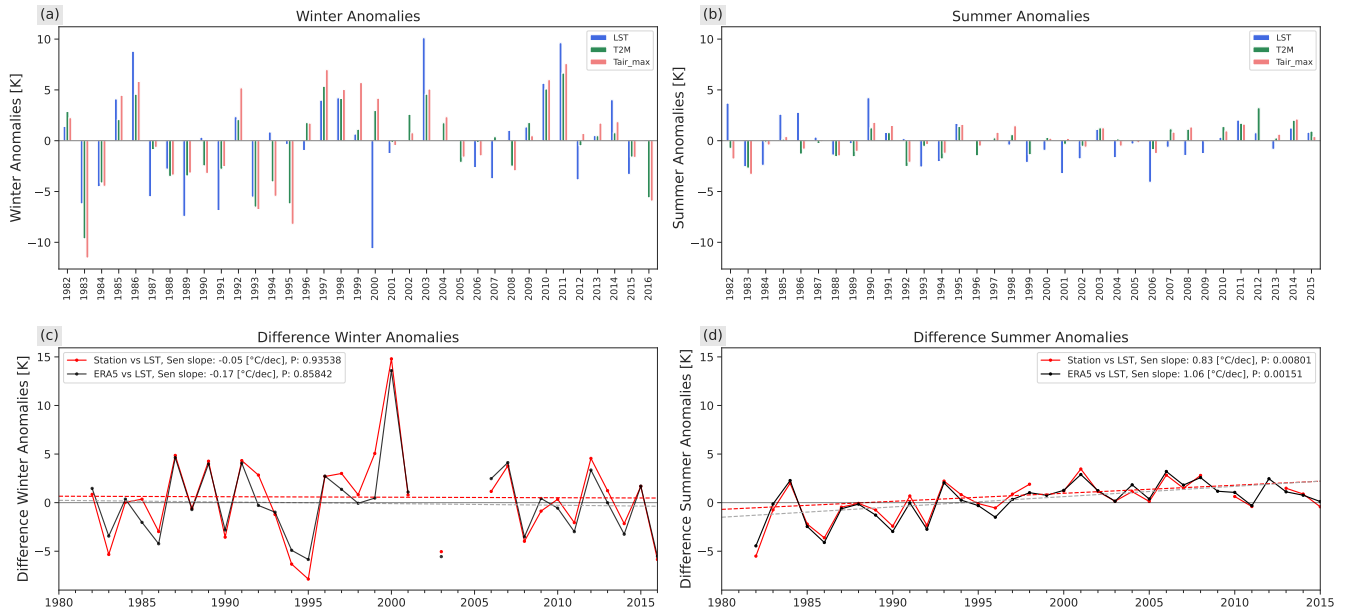 (a)
Winter Anomalies
Winter Anomalies [K]
10
5
0
−5
−10
LST
T2M
Tair_max
1982 1983 1984 1985 1986 1987 1988 1989 1990 1991 1992 1993 1994 1995 1996 1997 1998 1999 2000 2001 2002 2003 2004 2005 2006 2007 2008 2009 2010 2011 2012 2013 2014 2015 2016
(b)
Summer Anomalies
Summer Anomalies [K]
10
5
0
−5
−10
LST
T2M
Tair_max
1982 1983 1984 1985 1986 1987 1988 1989 1990 1991 1992 1993 1994 1995 1996 1997 1998 1999 2000 2001 2002 2003 2004 2005 2006 2007 2008 2009 2010 2011 2012 2013 2014 2015
(c)
Difference Winter Anomalies
Difference Winter Anomalies [K]
15
10
5
0
−5
Station vs LST, Sen slope: -0.05 [°C/dec], P: 0.93538
ERA5 vs LST, Sen slope: -0.17 [°C/dec], P: 0.85842
1980 1985 1990 1995 2000 2005 2010 2015
(d)
Difference Summer Anomalies
Difference Summer Anomalies [K]
15
10
5
0
−5
Station vs LST, Sen slope: 0.83 [°C/dec], P: 0.00801
ERA5 vs LST, Sen slope: 1.06 [°C/dec], P: 0.00151
1980 1985 1990 1995 2000 2005 2010 2015